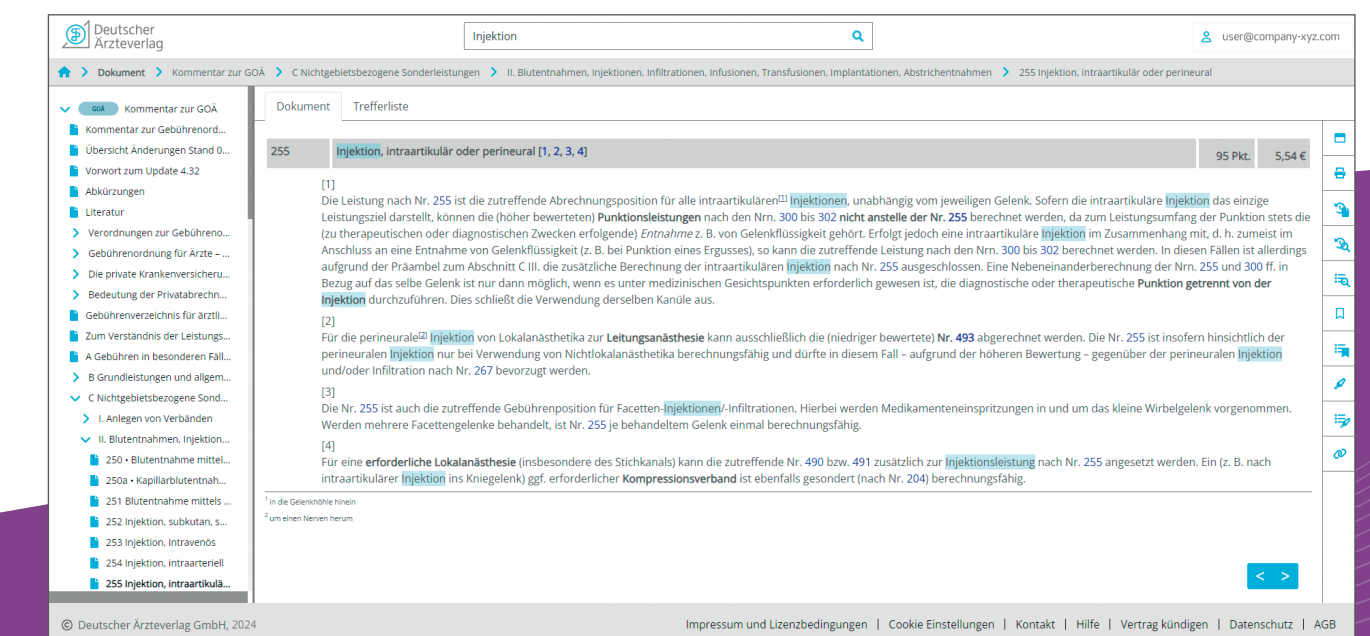 Deutscher
Ärzteverlag
Injektion
user@company-xyz.com
Dokument Kommentar zur GOÄ C Nichtgebietsbezogene Sonderleistungen II. Blutentnahmen, Injektionen, Infiltrationen, Infusionen, Transfusionen, Implantationen, Abstrichentnahmen 255 Injektion, intraartikulär oder perineural
GOÄ Kommentar zur GOÄ
Kommentar zur Gebührenord...
Übersicht Änderungen Stand 0...
Vorwort zum Update 4.32
Abkürzungen
Literatur
Verordnungen zur Gebühreno...
Gebührenordnung für Ärzte – ...
Die private Krankenversicheru...
Bedeutung der Privatabrechn...
Gebührenverzeichnis für ärztli...
Zum Verständnis der Leistungs...
A Gebühren in besonderen Fäll...
B Grundleistungen und allgem...
C Nichtgebietsbezogene Sond...
I. Anlegen von Verbänden
II. Blutentnahmen, Injektion...
250 • Blutentnahme mittel...
250a • Kapillarblutentnah...
251 Blutentnahme mittels ...
252 Injektion, subkutan, s...
253 Injektion, intravenös
254 Injektion, intraarteriell
255 Injektion, intraartikulä...
Dokument Trefferliste
255 Injektion, intraartikulär oder perineural [1, 2, 3, 4] 95 Pkt. 5,54 €
[1]
Die Leistung nach Nr. 255 ist die zutreffende Abrechnungsposition für alle intraartikulären[1] Injektionen, unabhängig vom jeweiligen Gelenk. Sofern die intraartikuläre Injektion das einzige
Leistungsziel darstellt, können die (höher bewerteten) Punktionsleistungen nach den Nrn. 300 bis 302 nicht anstelle der Nr. 255 berechnet werden, da zum Leistungsumfang der Punktion stets die
(zu therapeutischen oder diagnostischen Zwecken erfolgende) Entnahme z. B. von Gelenkflüssigkeit gehört. Erfolgt jedoch eine intraartikuläre Injektion im Zusammenhang mit, d. h. zumeist im
Anschluss an eine Entnahme von Gelenkflüssigkeit (z. B. bei Punktion eines Ergusses), so kann die zutreffende Leistung nach den Nrn. 300 bis 302 berechnet werden. In diesen Fällen ist allerdings
aufgrund der Präambel zum Abschnitt C III. die zusätzliche Berechnung der intraartikulären Injektion nach Nr. 255 ausgeschlossen. Eine Nebeneinanderberechnung der Nrn. 255 und 300 ff. in
Bezug auf das selbe Gelenk ist nur dann möglich, wenn es unter medizinischen Gesichtspunkten erforderlich gewesen ist, die diagnostische oder therapeutische Punktion getrennt von der
Injektion durchzuführen. Dies schließt die Verwendung derselben Kanüle aus.
[2]
Für die perineurale[2] Injektion von Lokalanästhetika zur Leitungsanästhesie kann ausschließlich die (niedriger bewertete) Nr. 493 abgerechnet werden. Die Nr. 255 ist insofern hinsichtlich der
perineuralen Injektion nur bei Verwendung von Nichtlokalanästhetika berechnungsfähig und dürfte in diesem Fall – aufgrund der höheren Bewertung – gegenüber der perineuralen Injektion
und/oder Infiltration nach Nr. 267 bevorzugt werden.
[3]
Die Nr. 255 ist auch die zutreffende Gebührenposition für Facetten-Injektionen/-Infiltrationen. Hierbei werden Medikamenteneinspritzungen in und um das kleine Wirbelgelenk vorgenommen.
Werden mehrere Facettengelenke behandelt, ist Nr. 255 je behandeltem Gelenk einmal berechnungsfähig.
[4]
Für eine erforderliche Lokalanästhesie (insbesondere des Stichkanals) kann die zutreffende Nr. 490 bzw. 491 zusätzlich zur Injektionsleistung nach Nr. 255 angesetzt werden. Ein (z. B. nach
intraartikulärer Injektion ins Kniegelenk) ggf. erforderlicher Kompressionsverband ist ebenfalls gesondert (nach Nr. 204) berechnungsfähig.
1 in die Gelenkhöhle hinein
2 um einen Nerven herum
< >
© Deutscher Ärzteverlag GmbH, 2024
Impressum und Lizenzbedingungen | Cookie Einstellungen | Kontakt | Hilfe | Vertrag kündigen | Datenschutz | AGB